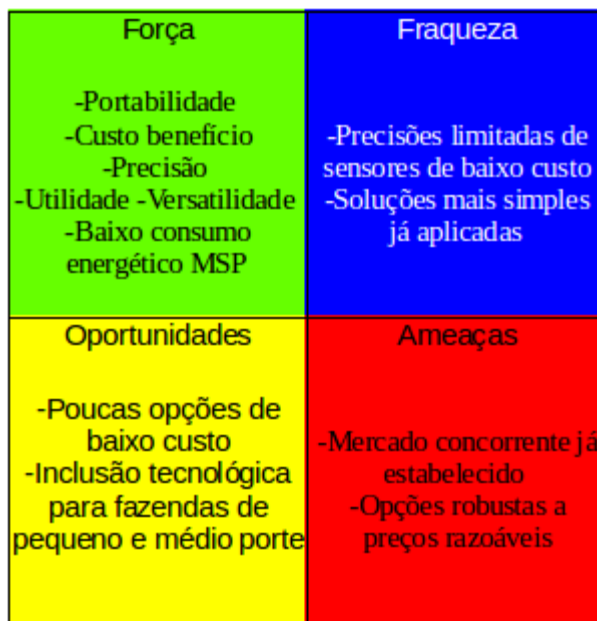 Força
-Portabilidade
-Custo benefício
-Precisão
-Utilidade -Versatilidade
-Baixo consumo
energético MSP
Fraqueza
-Precisões limitadas de
sensores de baixo custo
-Soluções mais simples
já aplicadas
Oportunidades
-Poucas opções de
baixo custo
-Inclusão tecnológica
para fazendas de
pequeno e médio porte
Ameaças
-Mercado concorrente já
estabelecido
-Opções robustas a
preços razoáveis